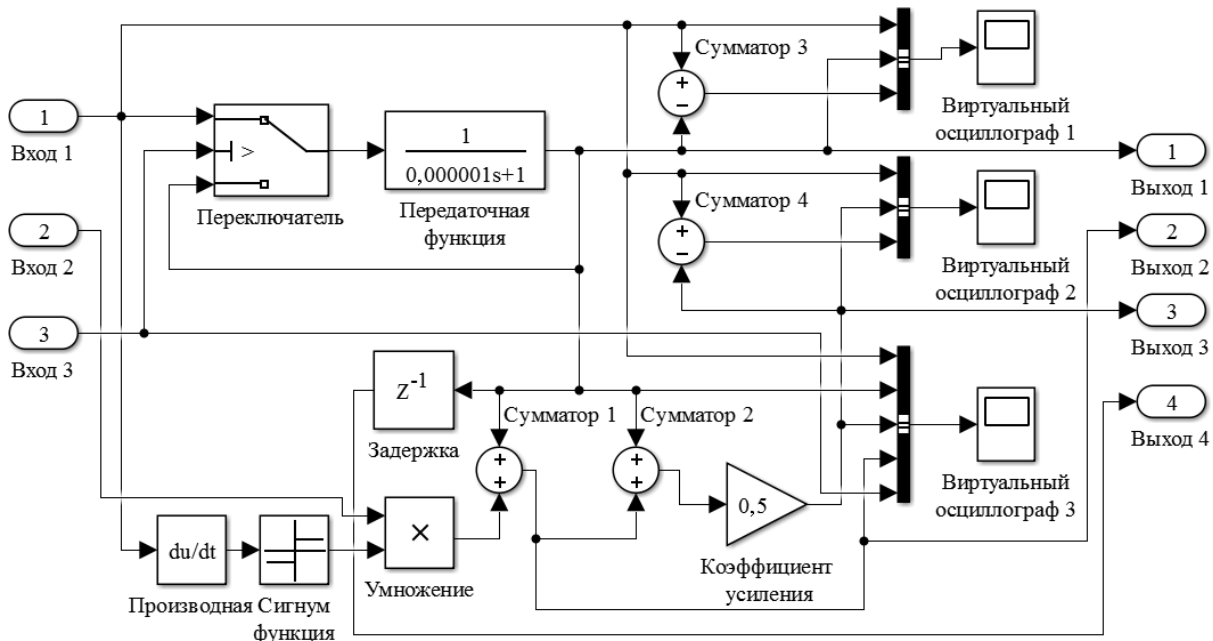 Сумматор 3
Виртуальный
осциллограф 1
1
Вход 1
>
Переключатель
1
0,000001s+1
Передаточная
функция
1
Выход 1
Сумматор 4
Виртуальный
осциллограф 2
2
Вход 2
2
Выход 2
3
Вход 3
3
Выход 3
Z-1
Задержка
Сумматор 1
Сумматор 2
4
Выход 4
Виртуальный
осциллограф 3
0,5
Коэффициент
усиления
×
Умножение
du/dt
Производная
Сигнум
функция
+
−
+
−
+
+
+
+